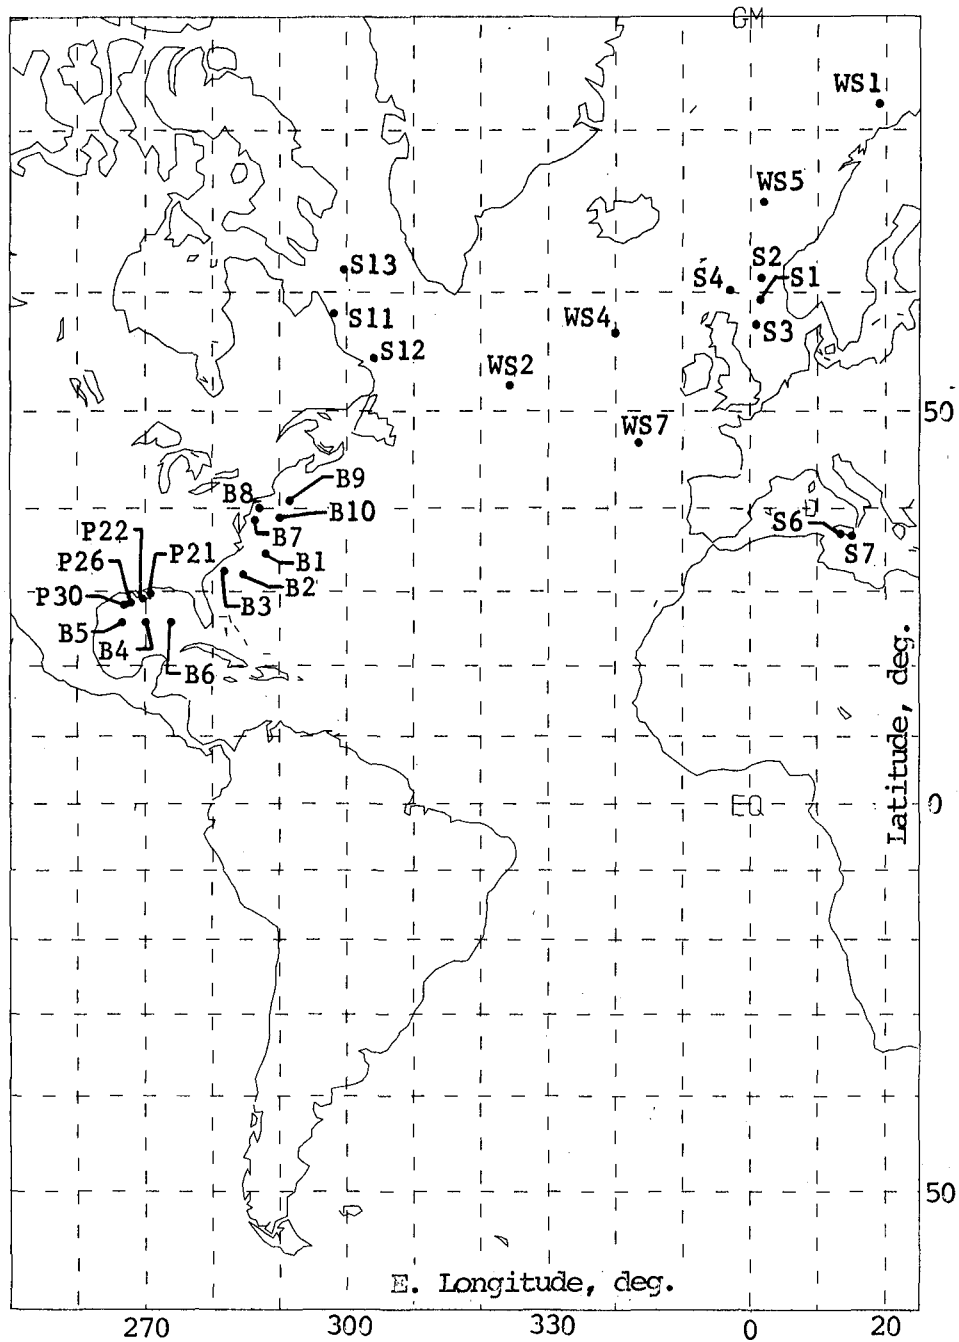 GM
WS1
WS5
S2
S1
S4
S13
S11
S12
WS4
S3
WS2
50
WS7
B9
B8
B10
P22
P21
B7
S6
S7
P26
B1
P30
B2
B3
B5
B4
B6
Latitude, deg.
EQ
0
50
E. Longitude, deg.
270
300
330
0
20